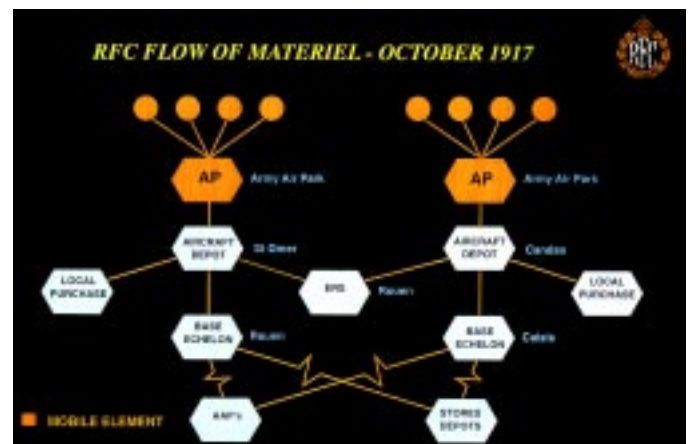 RFC FLOW OF MATERIEL - OCTOBER 1917
RFC
AP
Army Air Park
AP
Army Air Park
AIRCRAFT
DEPOT
St Omer
AIRCRAFT
DEPOT
Candas
LOCAL
PURCHASE
Rouen
LOCAL
PURCHASE
BASE
ECHELON
Rouen
BASE
ECHELON
Calais
AAP's
STORES
DEPOTS
MOBILE ELEMENT